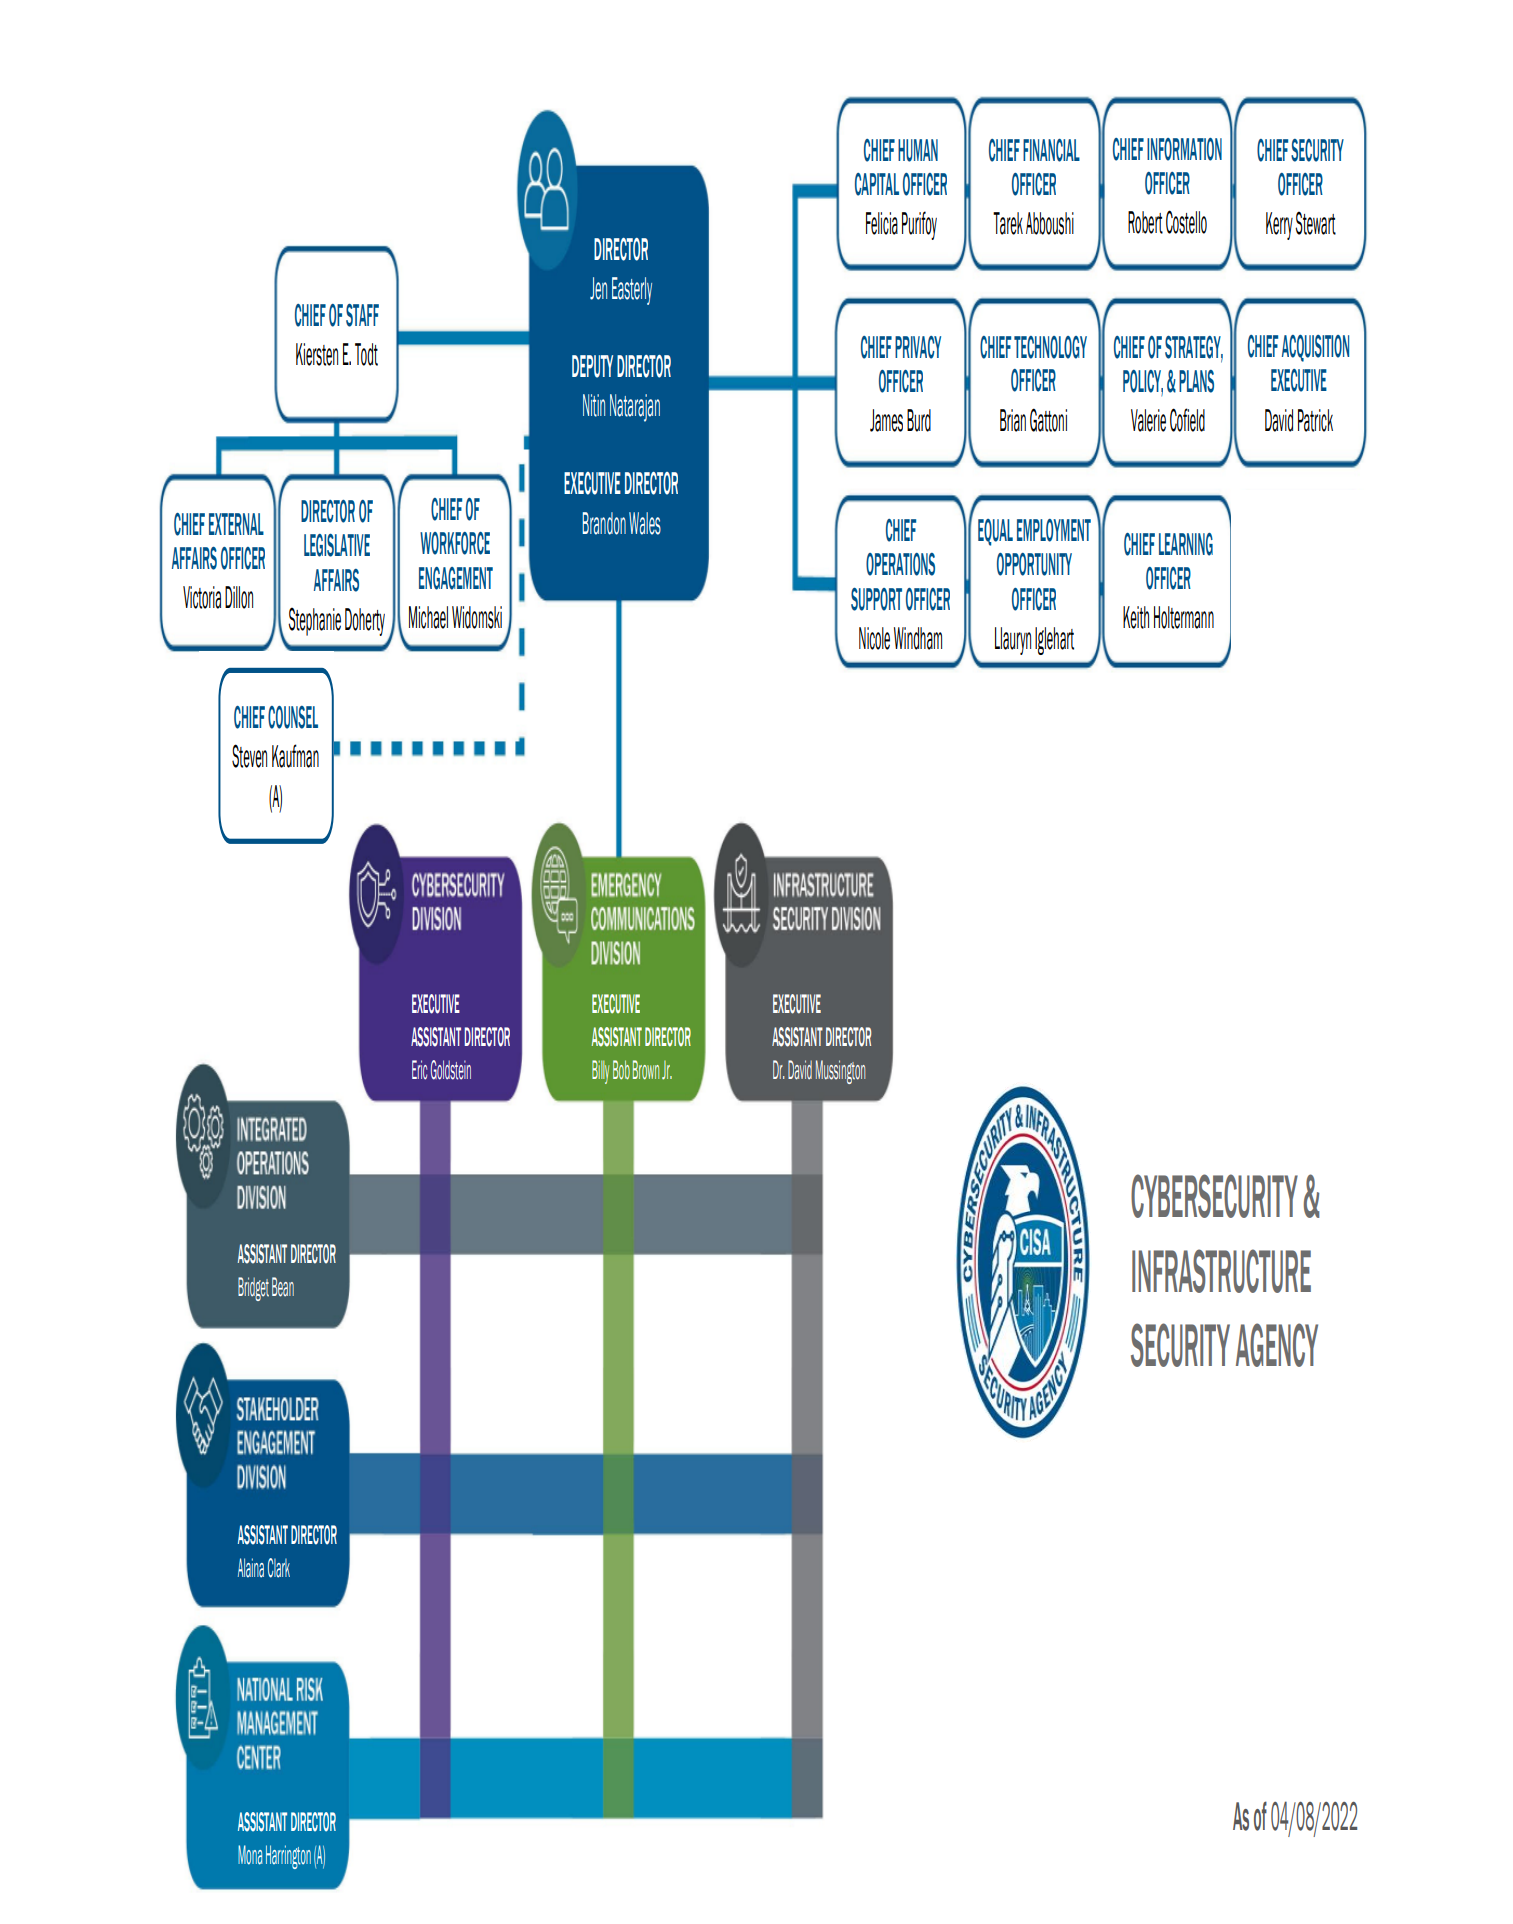 DIRECTOR
Jen Easterly
DEPUTY DIRECTOR
Nitin Natarajan
EXECUTIVE DIRECTOR
Brandon Wales
CHIEF OF STAFF
Kiersten E. Todt
CHIEF EXTERNAL
AFFAIRS OFFICER
Victoria Dillon
DIRECTOR OF
LEGISLATIVE
AFFAIRS
Stephanie Doherty
CHIEF OF
WORKFORCE
ENGAGEMENT
Michael Widomski
CHIEF COUNSEL
Steven Kaufman
(A)
CHIEF HUMAN
CAPITAL OFFICER
Felicia Purifoy
CHIEF FINANCIAL
OFFICER
Tarek Abboushi
CHIEF INFORMATION
OFFICER
Robert Costello
CHIEF SECURITY
OFFICER
Kerry Stewart
CHIEF PRIVACY
OFFICER
James Burd
CHIEF TECHNOLOGY
OFFICER
Brian Gattoni
CHIEF OF STRATEGY,
POLICY, & PLANS
Valerie Cofield
CHIEF ACQUISITION
EXECUTIVE
David Patrick
CHIEF
OPERATIONS
SUPPORT OFFICER
Nicole Windham
EQUAL EMPLOYMENT
OPPORTUNITY
OFFICER
Llauryn Iglehart
CHIEF LEARNING
OFFICER
Keith Holtermann
CYBERSECURITY
DIVISION
EXECUTIVE
ASSISTANT DIRECTOR
Eric Goldstein
EMERGENCY
COMMUNICATIONS
DIVISION
EXECUTIVE
ASSISTANT DIRECTOR
Billy Bob Brown Jr.
INFRASTRUCTURE
SECURITY DIVISION
EXECUTIVE
ASSISTANT DIRECTOR
Dr. David Mussington
INTEGRATED
OPERATIONS
DIVISION
ASSISTANT DIRECTOR
Bridget Bean
STAKEHOLDER
ENGAGEMENT
DIVISION
ASSISTANT DIRECTOR
Alaina Clark
NATIONAL RISK
MANAGEMENT
CENTER
ASSISTANT DIRECTOR
Mona Harrington (A)
CYBERSECURITY & INFRASTRUCTURE
SECURITY AGENCY
CISA
CYBERSECURITY &
INFRASTRUCTURE
SECURITY AGENCY
As of 04/08/2022